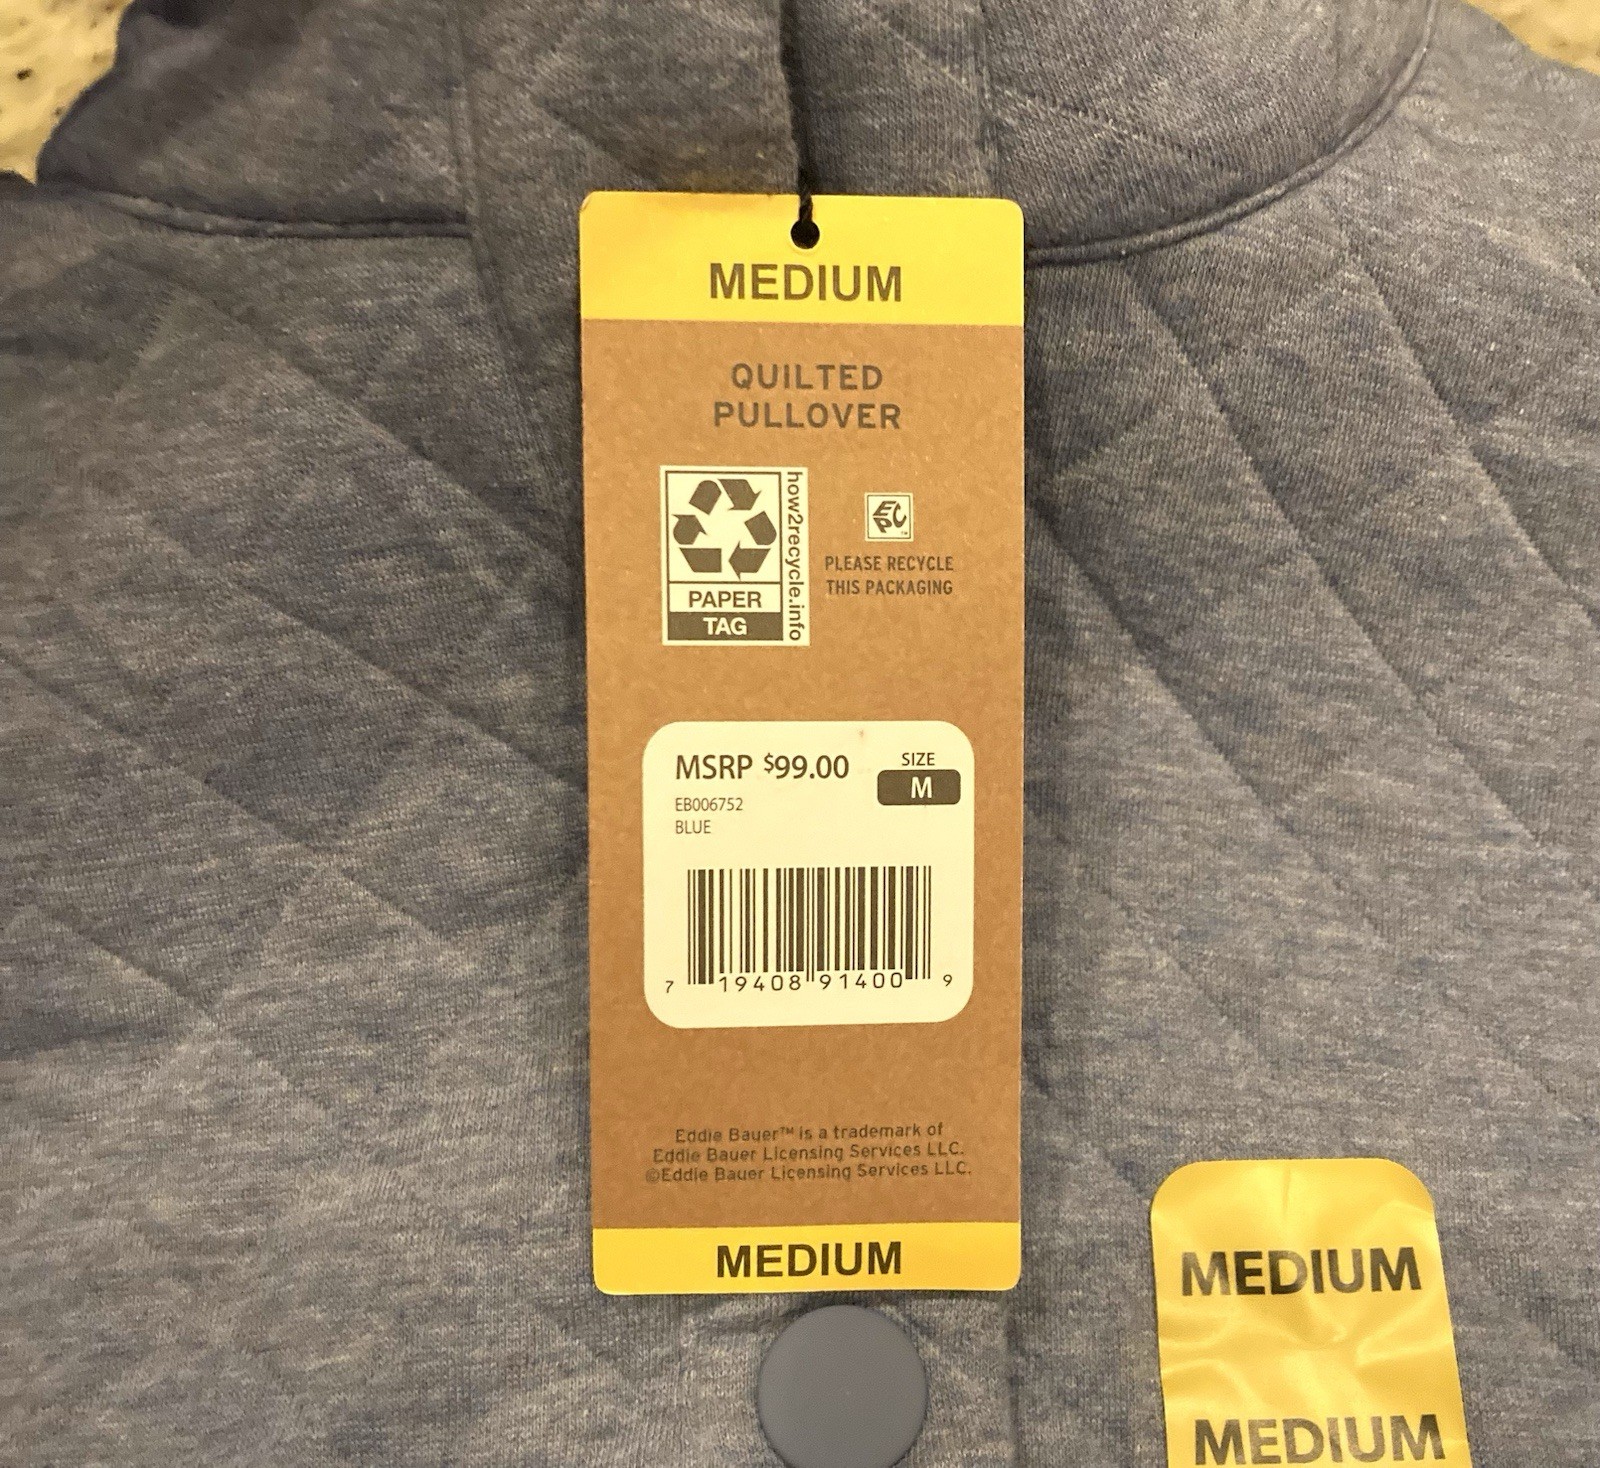 MEDIUM
QUILTED
PULLOVER
how2recycle.info
PAPER
TAG
EPC™
PLEASE RECYCLE
THIS PACKAGING
MSRP $99.00
SIZE
M
EB006752
BLUE
7 19408 91400 9
Eddie Bauer™ is a trademark of
Eddie Bauer Licensing Services LLC.
©Eddie Bauer Licensing Services LLC.
MEDIUM
MEDIUM
MEDIUM